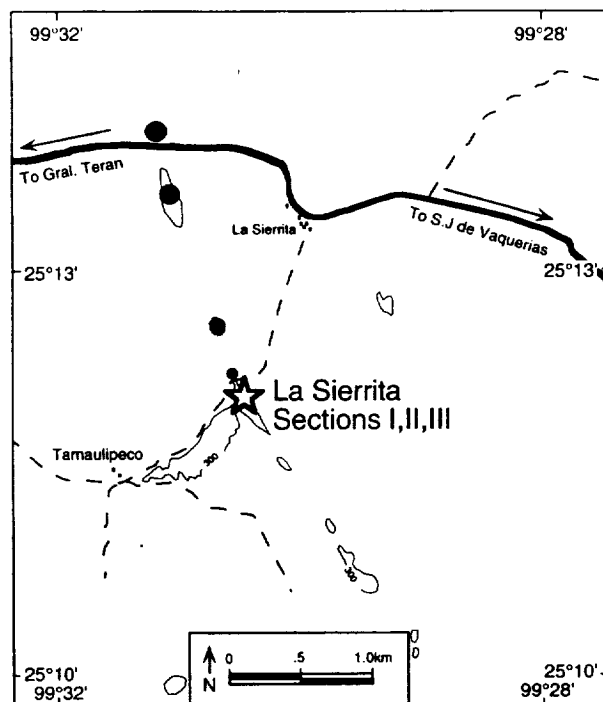 99°32'
99°28'
To Gral. Teran
La Sierrita
To S.J de Vaquerias
25°13'
25°13'
La Sierrita
Sections I,II,III
Tamaulipeco
300
300
0 .5 1.0km
N
25°10'
25°10'
99°32'
99°28'